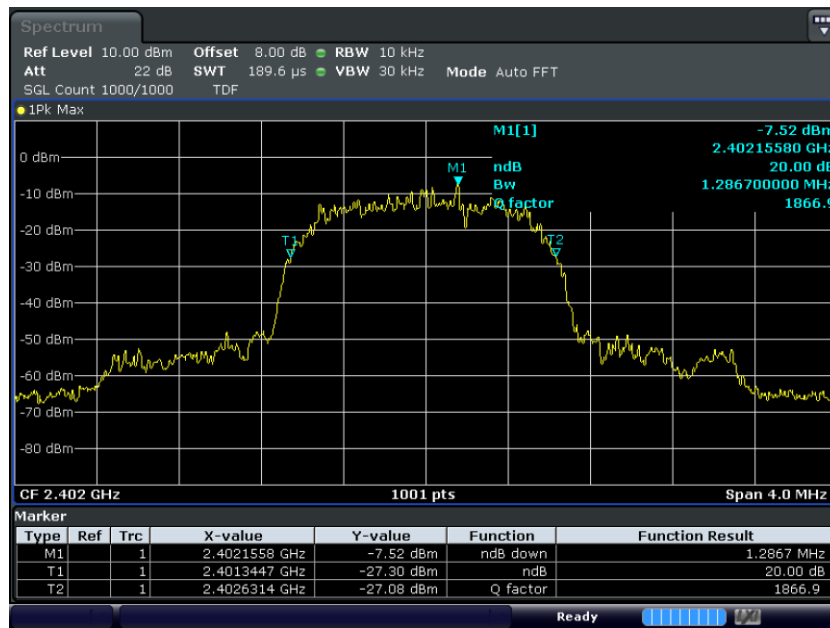 Spectrum
Ref Level 10.00 dBm Offset 8.00 dB RBW 10 kHz
Att 22 dB SWT 189.6 µs VBW 30 kHz Mode Auto FFT
SGL Count 1000/1000 TDF
1Pk Max
M1[1] -7.52 dBm
2.40215580 GHz
0 dBm
M1 ndB 20.00 dB
-10 dBm
Bw 1.286700000 MHz
Q factor 1866.9
-20 dBm
T1 T2
-30 dBm
-40 dBm
-50 dBm
-60 dBm
-70 dBm
-80 dBm
CF 2.402 GHz 1001 pts Span 4.0 MHz
Marker
Type Ref Trc X-value Y-value Function Function Result
M1 1 2.4021558 GHz -7.52 dBm ndB down 1.2867 MHz
T1 1 2.4013447 GHz -27.30 dBm ndB 20.00 dB
T2 1 2.4026314 GHz -27.08 dBm Q factor 1866.9
Ready